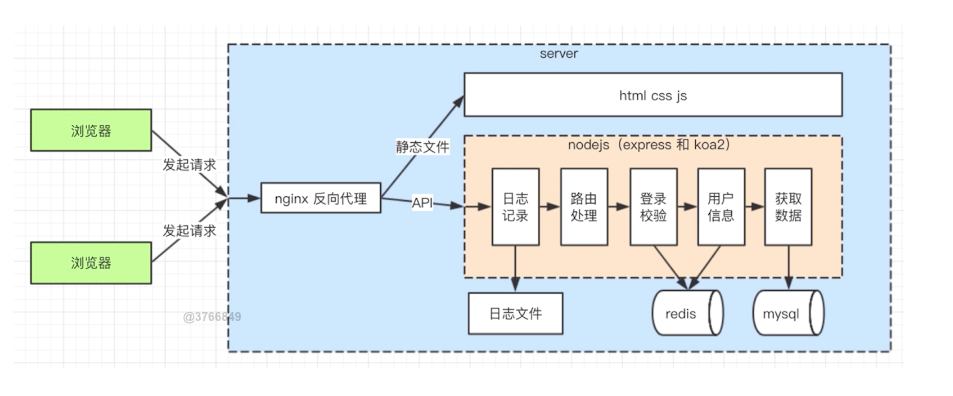 server
html css js
浏览器
静态文件
nodejs（express 和 koa2）
发起请求
nginx 反向代理
API
日志
记录
路由
处理
登录
校验
用户
信息
获取
数据
发起请求
浏览器
日志文件
redis
mysql
@3766849